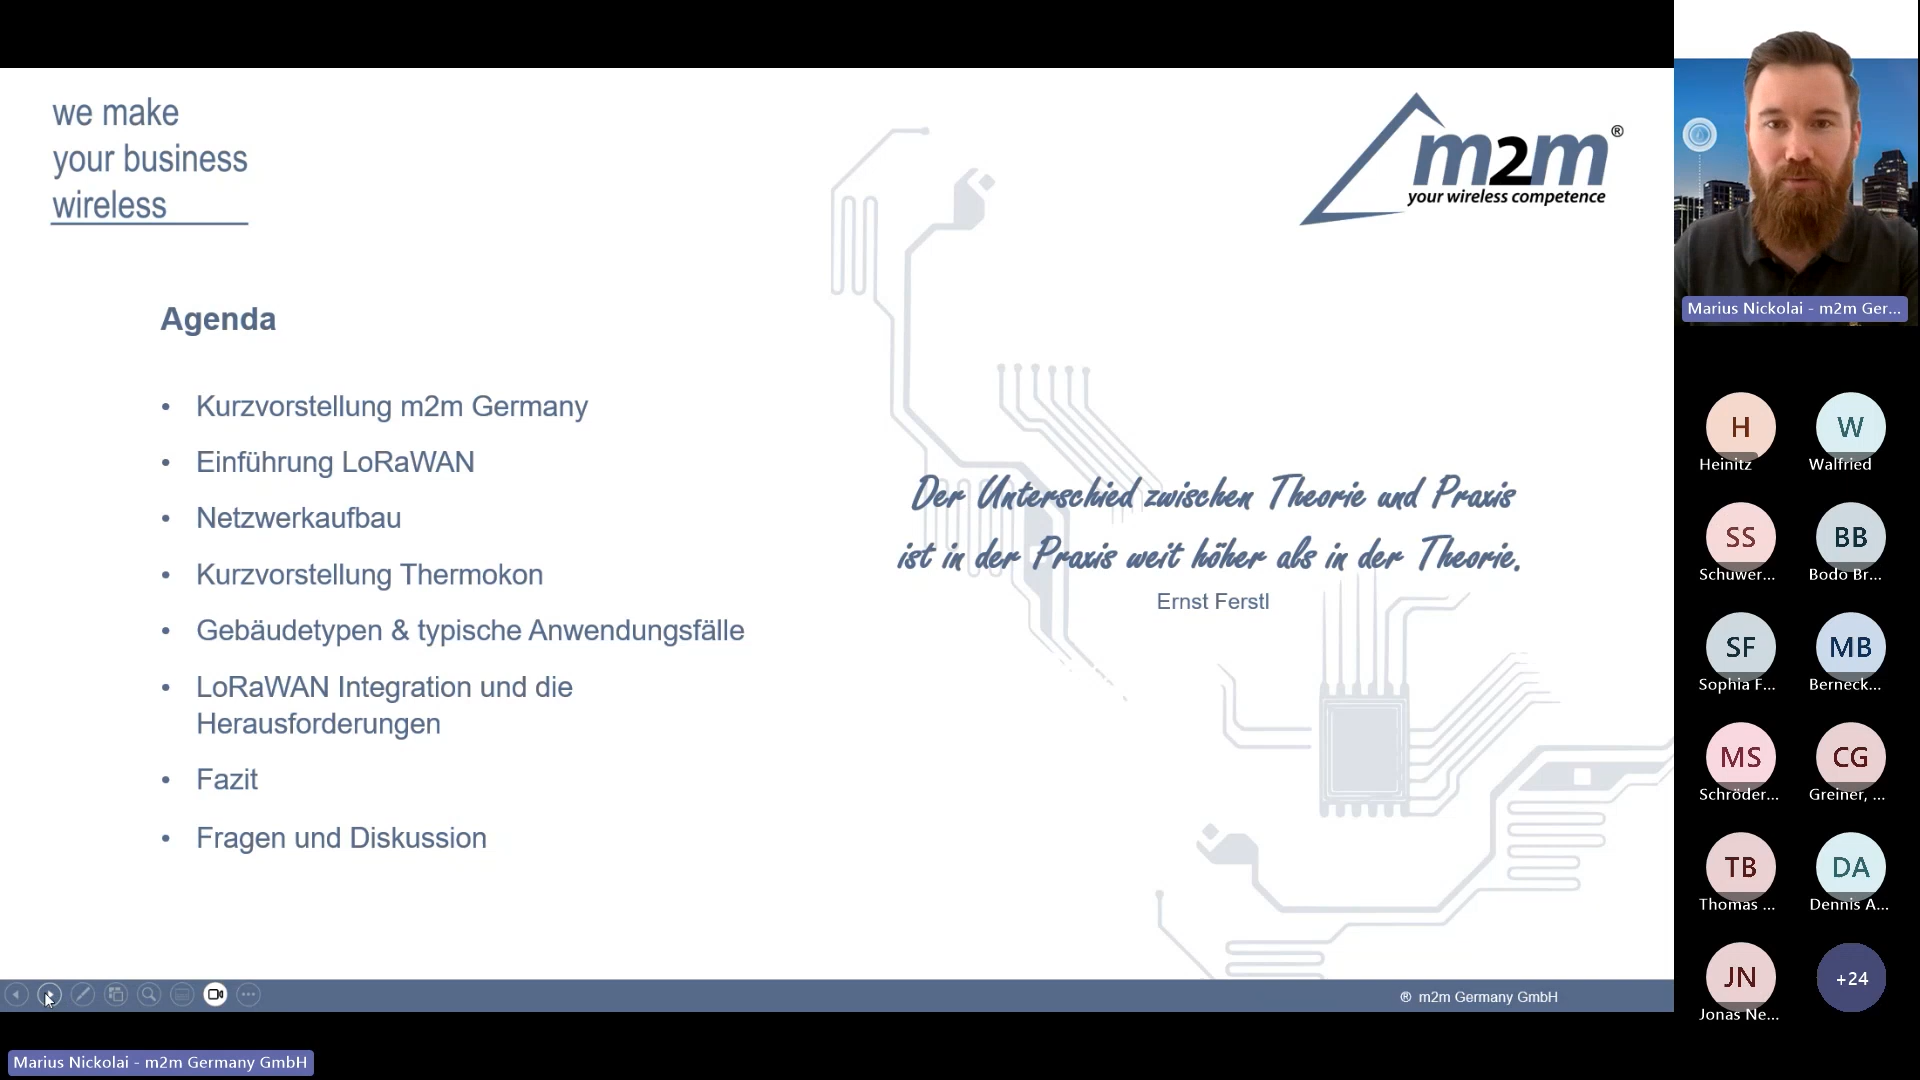 we make
your business
wireless
m2m®
your wireless competence
Agenda
• Kurzvorstellung m2m Germany
• Einführung LoRaWAN
• Netzwerkaufbau
• Kurzvorstellung Thermokon
• Gebäudetypen & typische Anwendungsfälle
• LoRaWAN Integration und die
Herausforderungen
• Fazit
• Fragen und Diskussion
Der Unterschied zwischen Theorie und Praxis
ist in der Praxis weit höher als in der Theorie.
Ernst Ferstl
® m2m Germany GmbH
Marius Nickolai - m2m Germany GmbH
Marius Nickolai - m2m Ger...
H
Heinitz
W
Walfried
SS
Schuwer...
BB
Bodo Br...
SF
Sophia F...
MB
Berneck...
MS
Schröder...
CG
Greiner, ...
TB
Thomas ...
DA
Dennis A...
JN
Jonas Ne...
+24